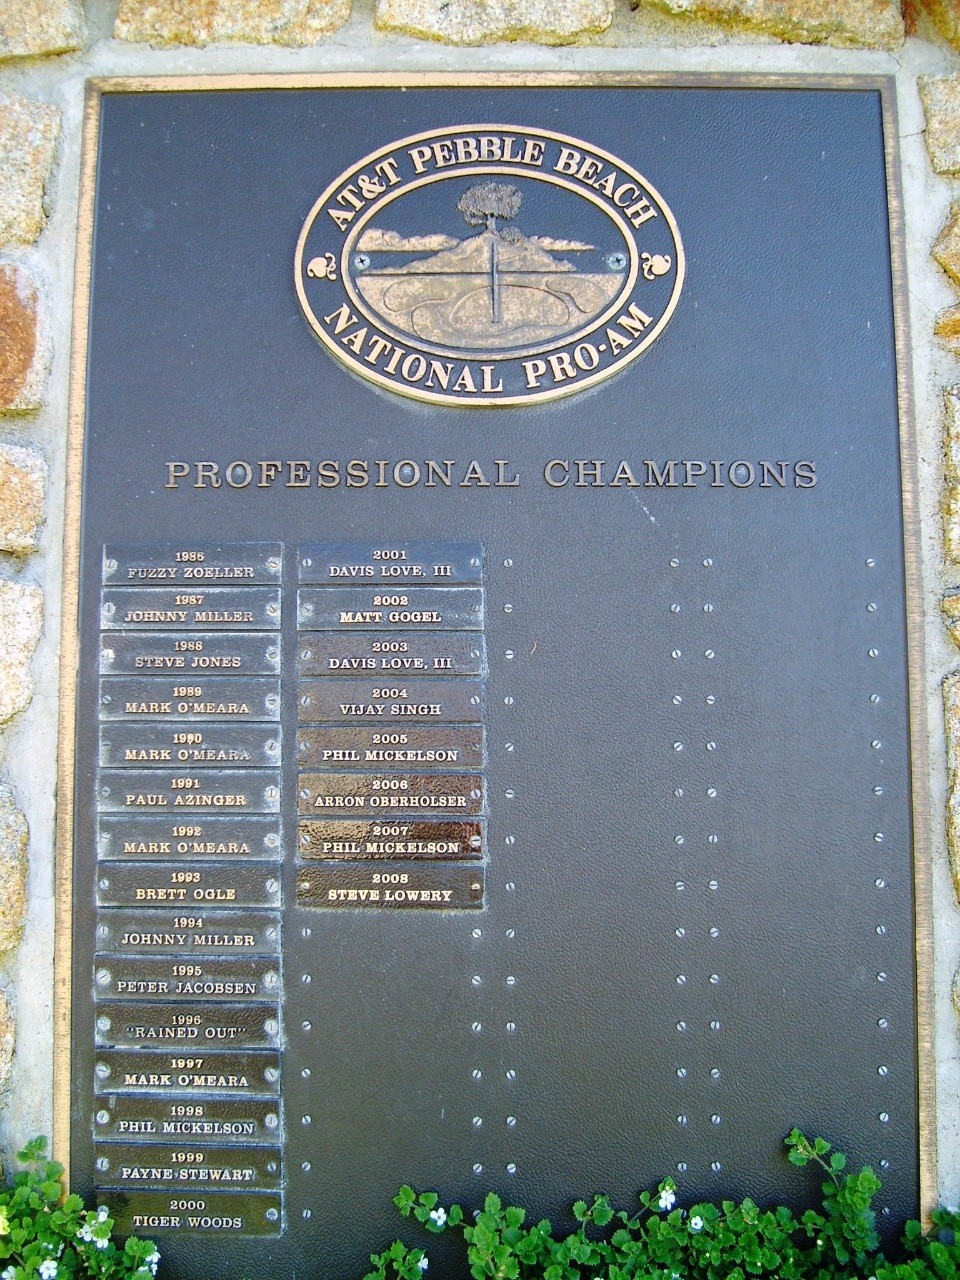 AT&T PEBBLE BEACH
NATIONAL PRO-AM
PROFESSIONAL CHAMPIONS
1986
FUZZY ZOELLER
1987
JOHNNY MILLER
1988
STEVE JONES
1989
MARK O'MEARA
1990
MARK O'MEARA
1991
PAUL AZINGER
1992
MARK O'MEARA
1993
BRETT OGLE
1994
JOHNNY MILLER
1995
PETER JACOBSEN
1996
"RAINED OUT"
1997
MARK O'MEARA
1998
PHIL MICKELSON
1999
PAYNE STEWART
2000
TIGER WOODS
2001
DAVIS LOVE, III
2002
MATT GOGEL
2003
DAVIS LOVE, III
2004
VIJAY SINGH
2005
PHIL MICKELSON
2006
ARRON OBERHOLSER
2007
PHIL MICKELSON
2008
STEVE LOWERY